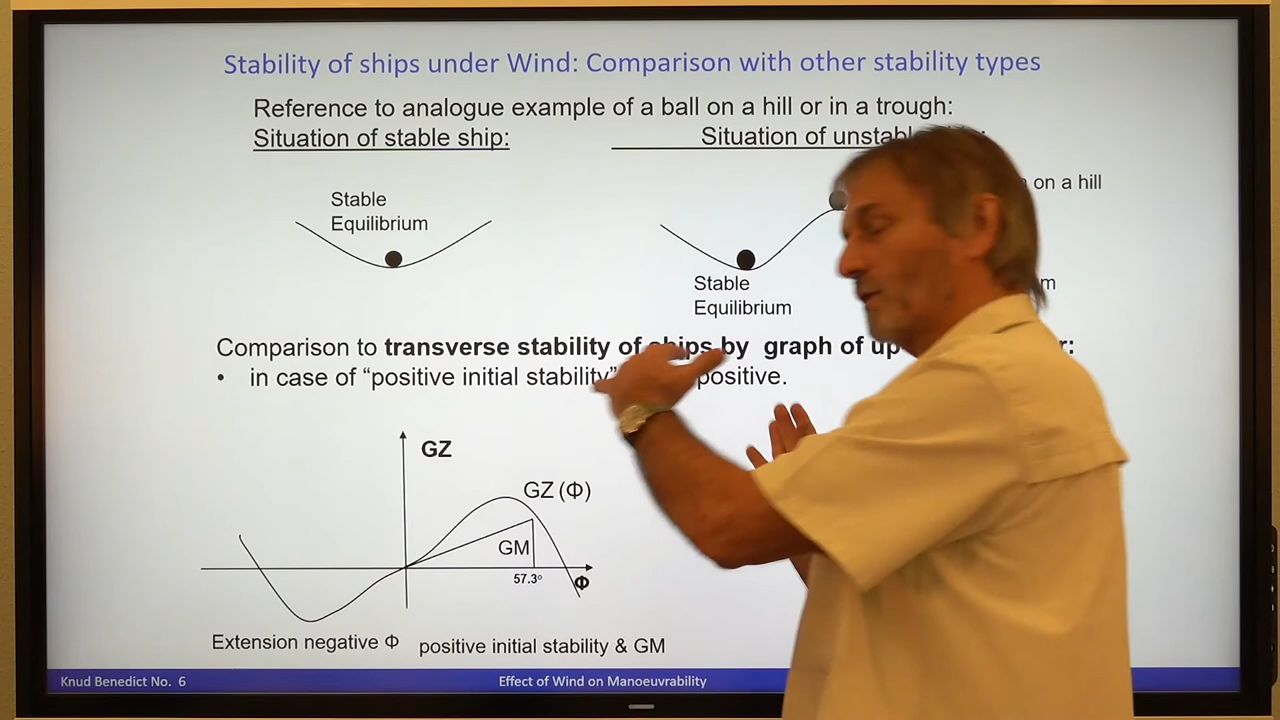 Stability of ships under Wind: Comparison with other stability types
Reference to analogue example of a ball on a hill or in a trough:
Situation of stable ship:
Situation of
on a hill
Stable
Equilibrium
Stable
Equilibrium
Comparison to transverse stability of ships by graph of
in case of “positive initial stability” positive.
GZ
GZ (Φ)
GM
57.3°
Φ
Extension negative Φ
positive initial stability & GM
Knud Benedict No. 6
Effect of Wind on Manoeuvrability